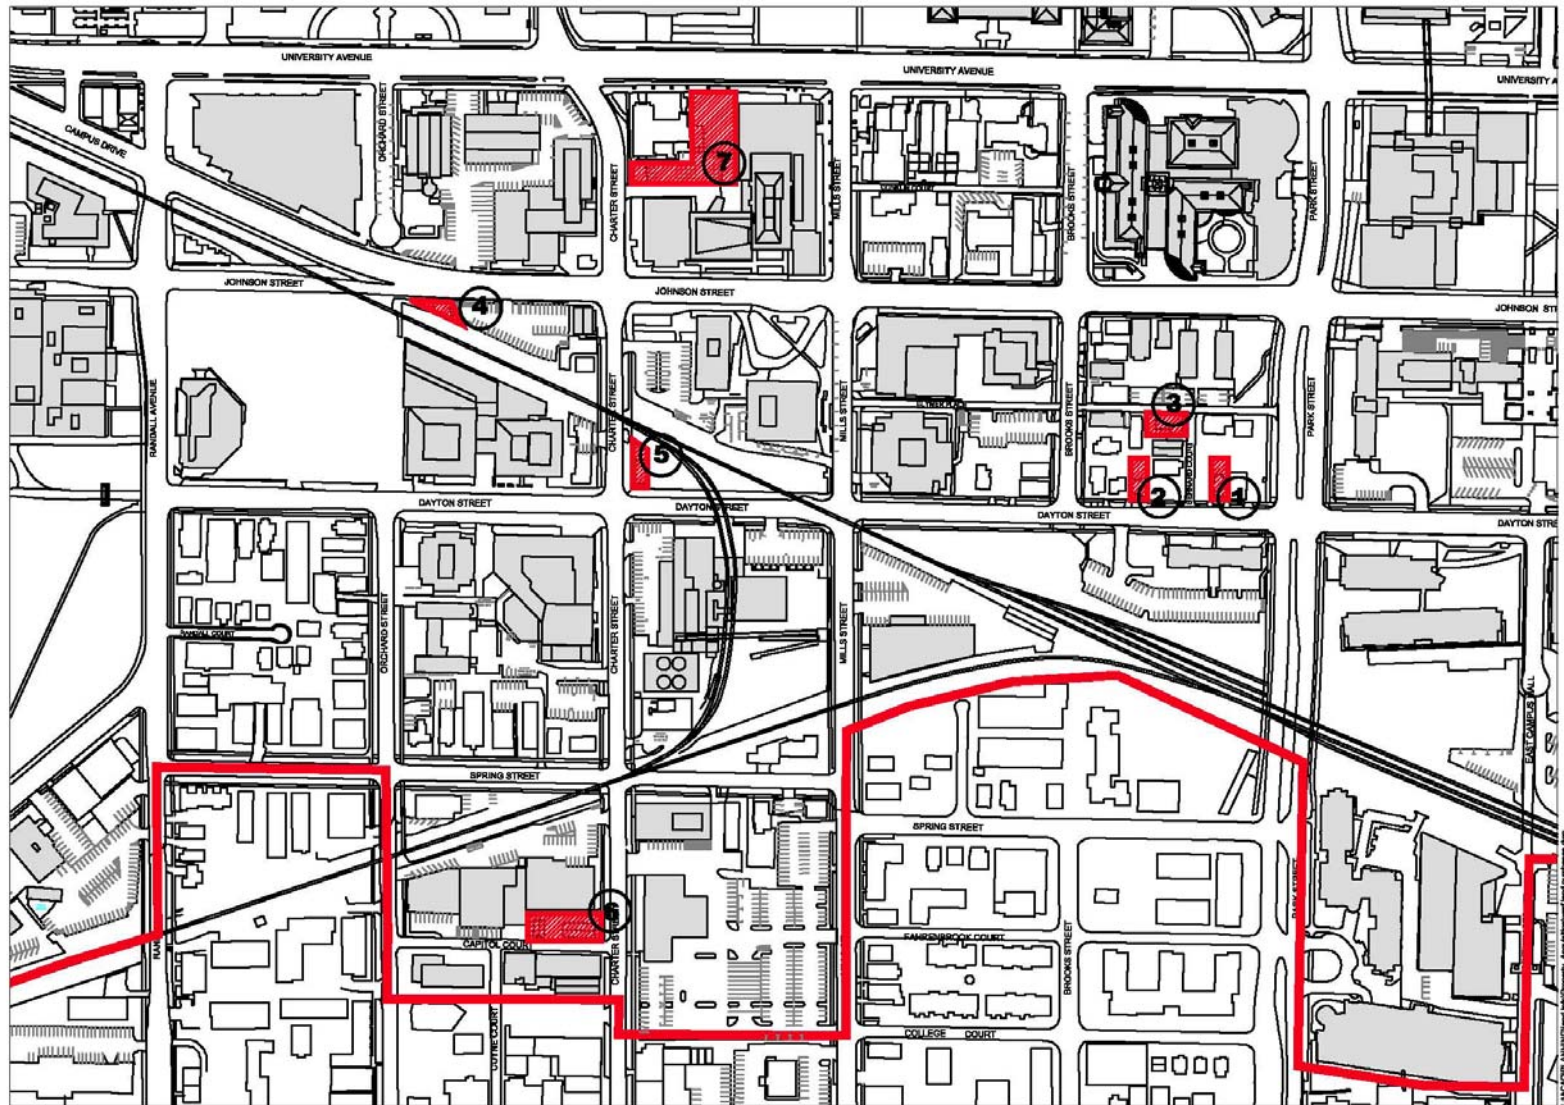 UNIVERSITY AVENUE
UNIVERSITY AVENUE
UNIVERSITY A
CAMPUS DRIVE
ORCHARD STREET
CHARTER STREET
7
MILLS STREET
BROOKS STREET
PARK STREET
JOHNSON STREET
JOHNSON STREET
JOHNSON ST
4
RANDALL AVENUE
CHARTER STREET
MILLS STREET
BROOKS STREET
PARK STREET
3
5
2
1
DAYTON STREET
DAYTON STREET
DAYTON STREET
DAYTON STRE
RANDALL COURT
ORCHARD STREET
CHARTER STREET
MILLS STREET
EAST CAMPUS MALL
SPRING STREET
SPRING STREET
PARK STREET
6
RAN
CAPITOL COURT
CHARTER STREET
FAHRENBROOK COURT
BROOKS STREET
COYNE COURT
COLLEGE COURT